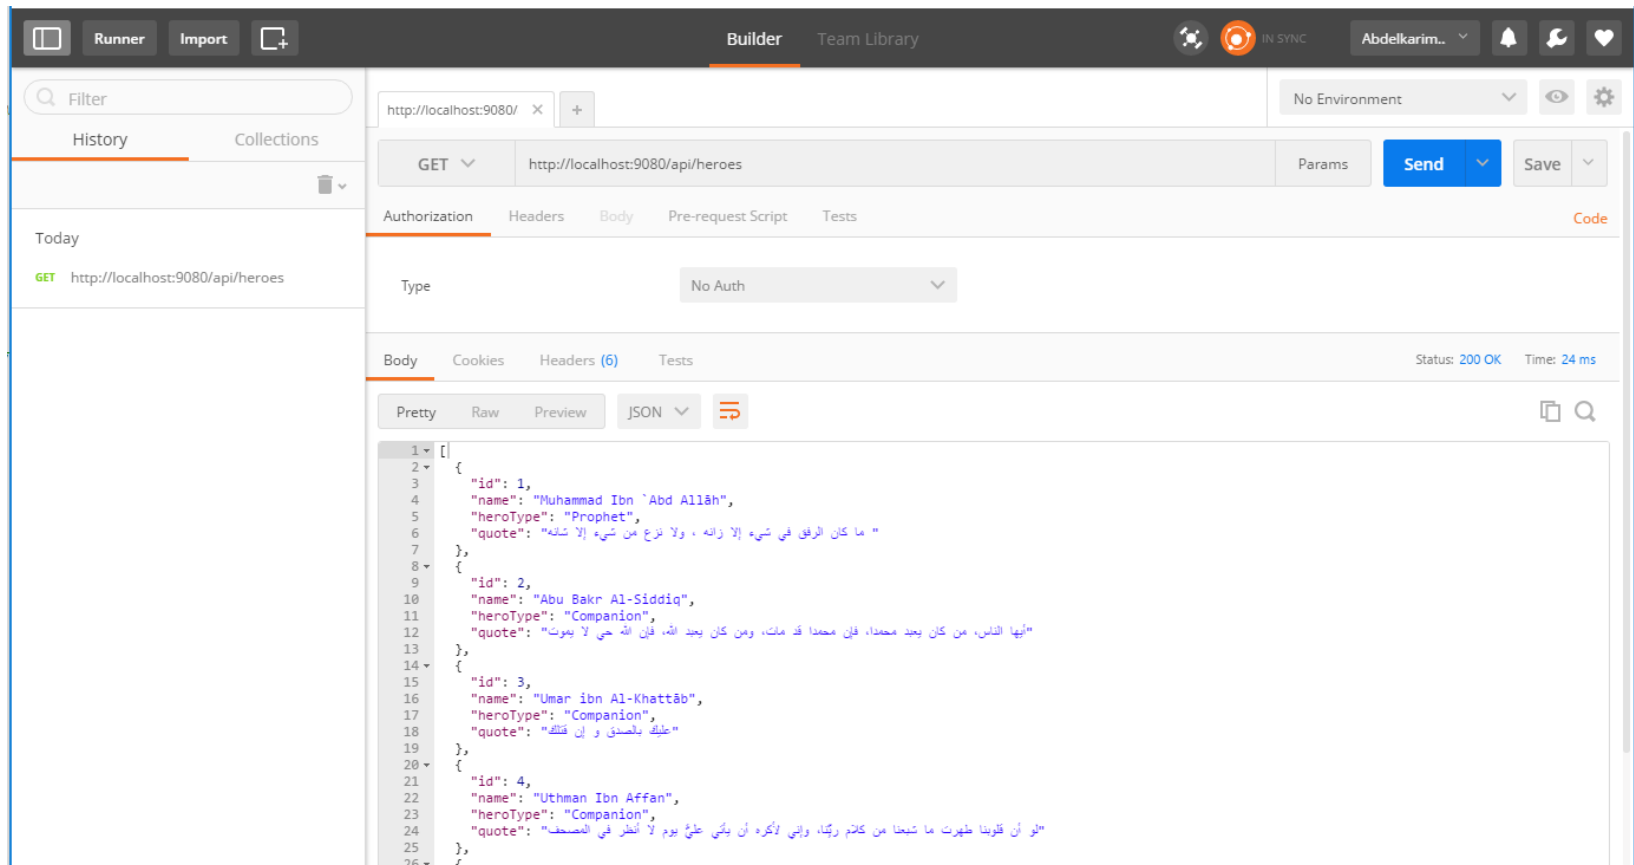 Runner Import Builder Team Library IN SYNC Abdelkarim..
Filter
History Collections
Today
GET http://localhost:9080/api/heroes
http://localhost:9080/ No Environment
GET http://localhost:9080/api/heroes Params Send Save
Authorization Headers Body Pre-request Script Tests Code
Type No Auth
Body Cookies Headers (6) Tests Status: 200 OK Time: 24 ms
Pretty Raw Preview JSON
1 [
2 {
3 "id": 1,
4 "name": "Muhammad Ibn `Abd Allāh",
5 "heroType": "Prophet",
6 "quote": "ما كان الرفق في شيء إلا زانه ، ولا نزع من شيء إلا شانه "
7 },
8 {
9 "id": 2,
10 "name": "Abu Bakr Al-Siddiq",
11 "heroType": "Companion",
12 "quote": "أيها الناس، من كان يعبد محمدا، فإن محمدا قد مات، ومن كان يعبد الله، فإن الله حي لا يموت"
13 },
14 {
15 "id": 3,
16 "name": "Umar ibn Al-Khattāb",
17 "heroType": "Companion",
18 "quote": "عليك بالصدق و إن قتلك"
19 },
20 {
21 "id": 4,
22 "name": "Uthman Ibn Affan",
23 "heroType": "Companion",
24 "quote": "لو أن قلوبنا طهرت ما شبعنا من كلام ربِّنا، وإني لأكره أن يأتي عليَّ يوم لا أنظر في المصحف"
25 },
26 {